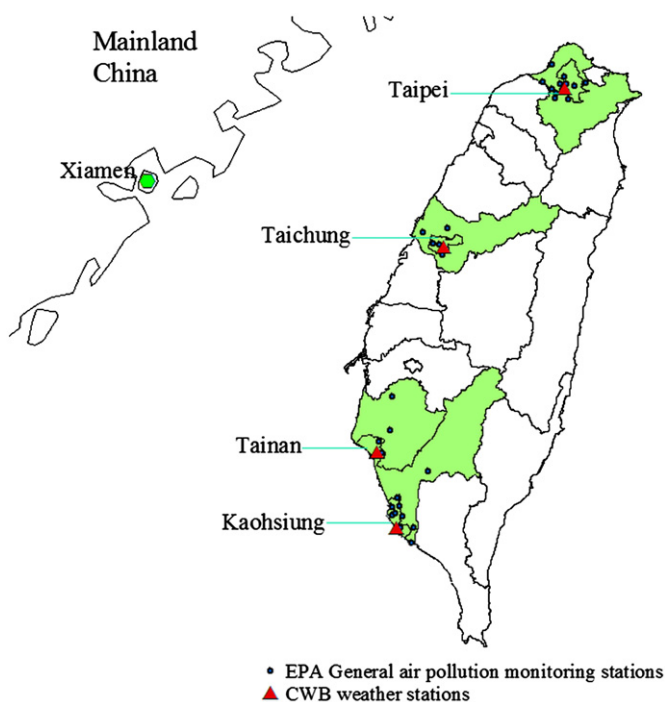 Mainland
China
Taipei
Xiamen
Taichung
Tainan
Kaohsiung
EPA General air pollution monitoring stations
CWB weather stations